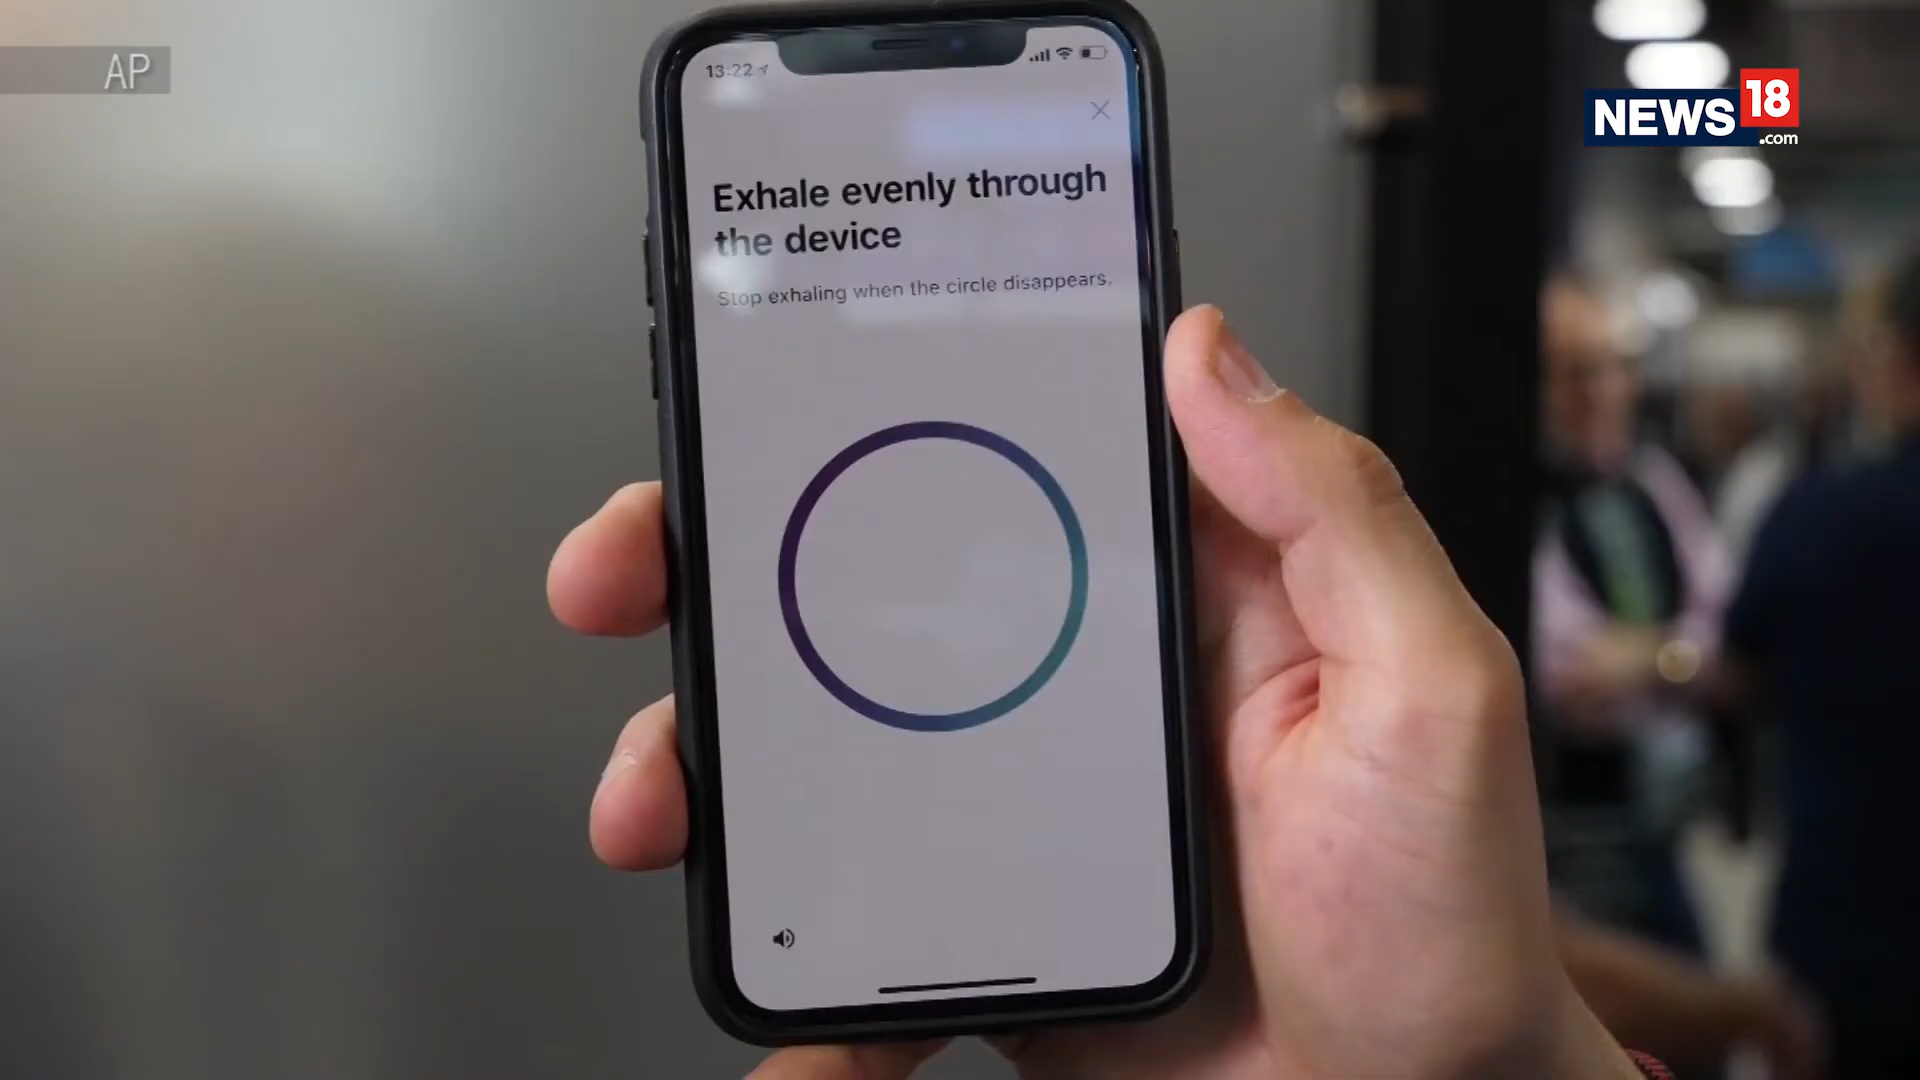 AP
NEWS 18
.com
13:22
Exhale evenly through
the device
Stop exhaling when the circle disappears.